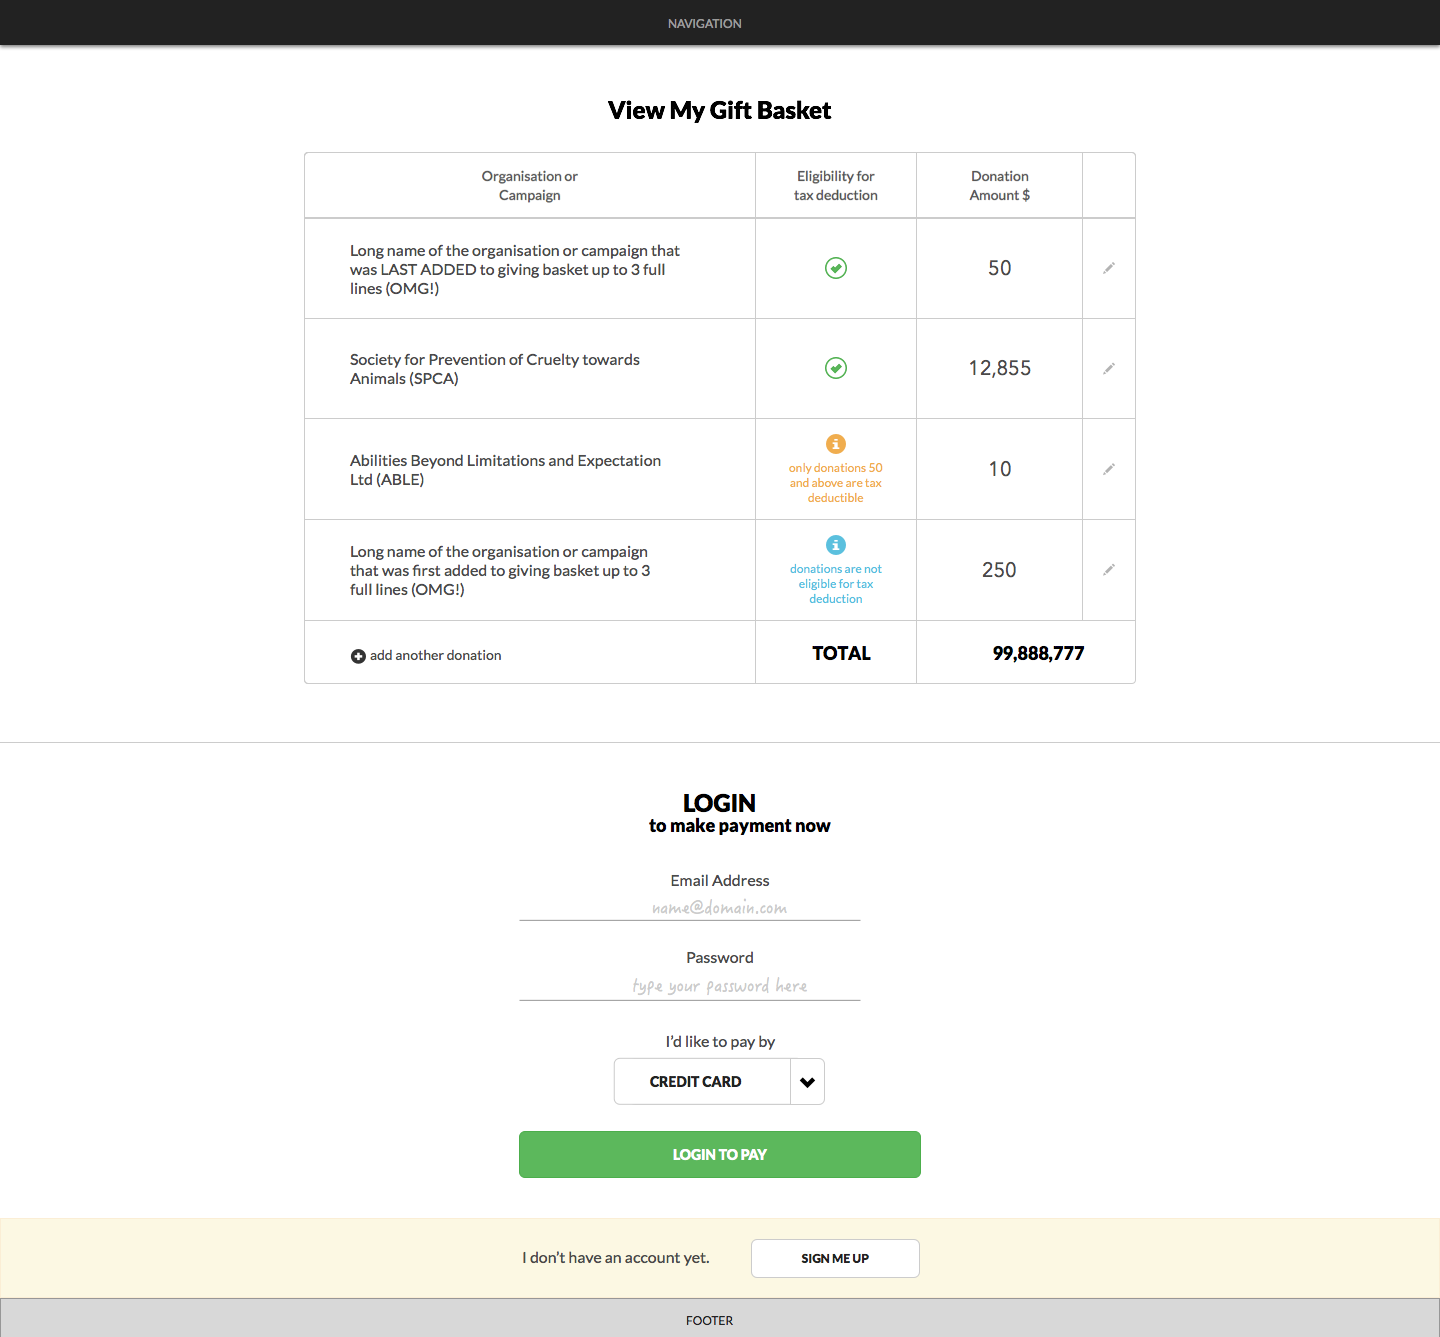 NAVIGATION
View My Gift Basket
Organisation or
Campaign
Eligibility for
tax deduction
Donation
Amount $
Long name of the organisation or campaign that
was LAST ADDED to giving basket up to 3 full
lines (OMG!)
50
Society for Prevention of Cruelty towards
Animals (SPCA)
12,855
Abilities Beyond Limitations and Expectation
Ltd (ABLE)
only donations 50
and above are tax
deductible
10
Long name of the organisation or campaign
that was first added to giving basket up to 3
full lines (OMG!)
donations are not
eligible for tax
deduction
250
add another donation
TOTAL
99,888,777
LOGIN
to make payment now
Email Address
name@domain.com
Password
type your password here
I'd like to pay by
CREDIT CARD
LOGIN TO PAY
I don't have an account yet.
SIGN ME UP
FOOTER